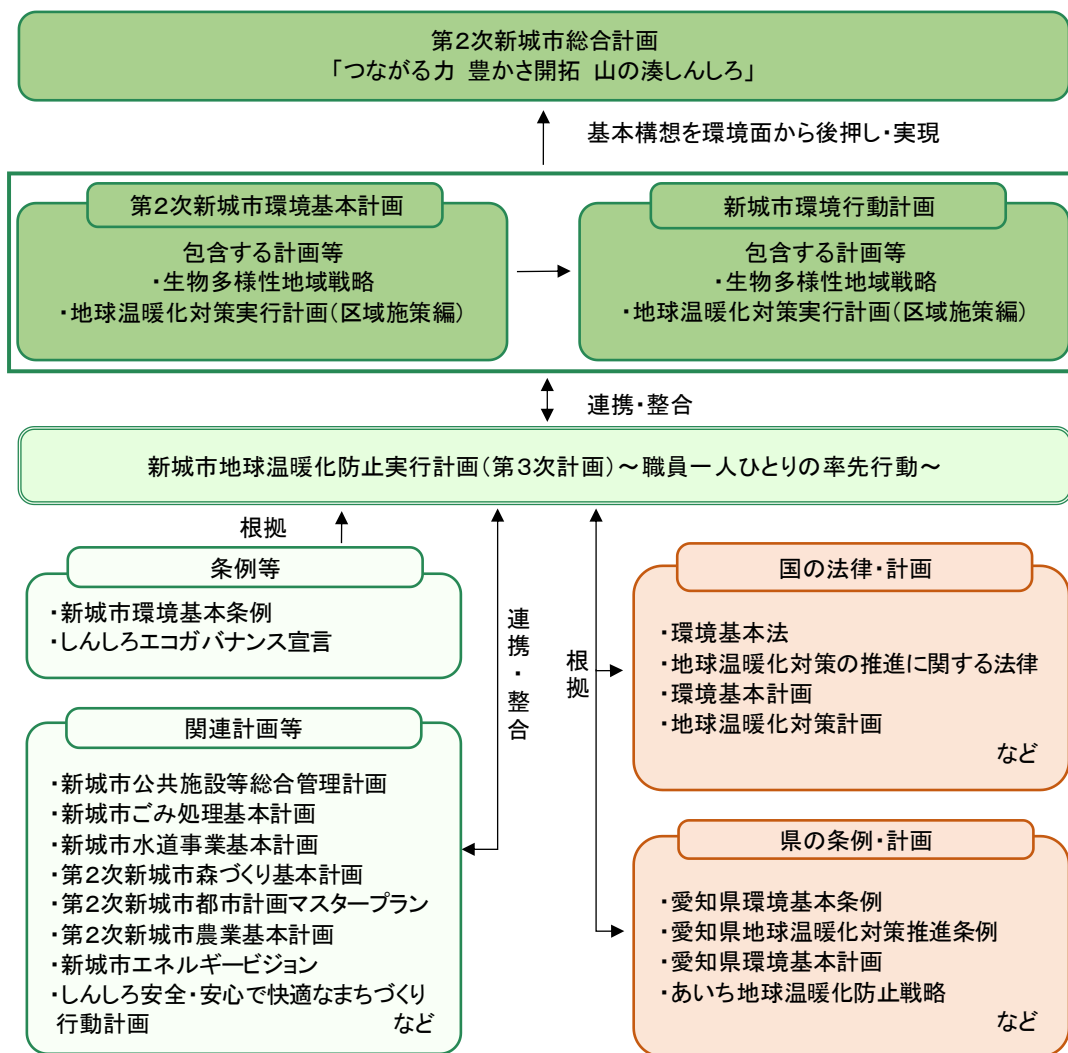 第2次新城市総合計画
「つながる力 豊かさ開拓 山の湊しんしろ」
基本構想を環境面から後押し・実現
第2次新城市環境基本計画
包含する計画等
・生物多様性地域戦略
・地球温暖化対策実行計画(区域施策編)
新城市環境行動計画
包含する計画等
・生物多様性地域戦略
・地球温暖化対策実行計画(区域施策編)
連携・整合
新城市地球温暖化防止実行計画(第3次計画)～職員一人ひとりの率先行動～
根拠
条例等
・新城市環境基本条例
・しんしろエコガバナンス宣言
関連計画等
・新城市公共施設等総合管理計画
・新城市ごみ処理基本計画
・新城市水道事業基本計画
・第2次新城市森づくり基本計画
・第2次新城市都市計画マスタープラン
・第2次新城市農業基本計画
・新城市エネルギービジョン
・しんしろ安全・安心で快適なまちづくり
行動計画 など
連携・整合
根拠
国の法律・計画
・環境基本法
・地球温暖化対策の推進に関する法律
・環境基本計画
・地球温暖化対策計画
など
県の条例・計画
・愛知県環境基本条例
・愛知県地球温暖化対策推進条例
・愛知県環境基本計画
・あいち地球温暖化防止戦略
など